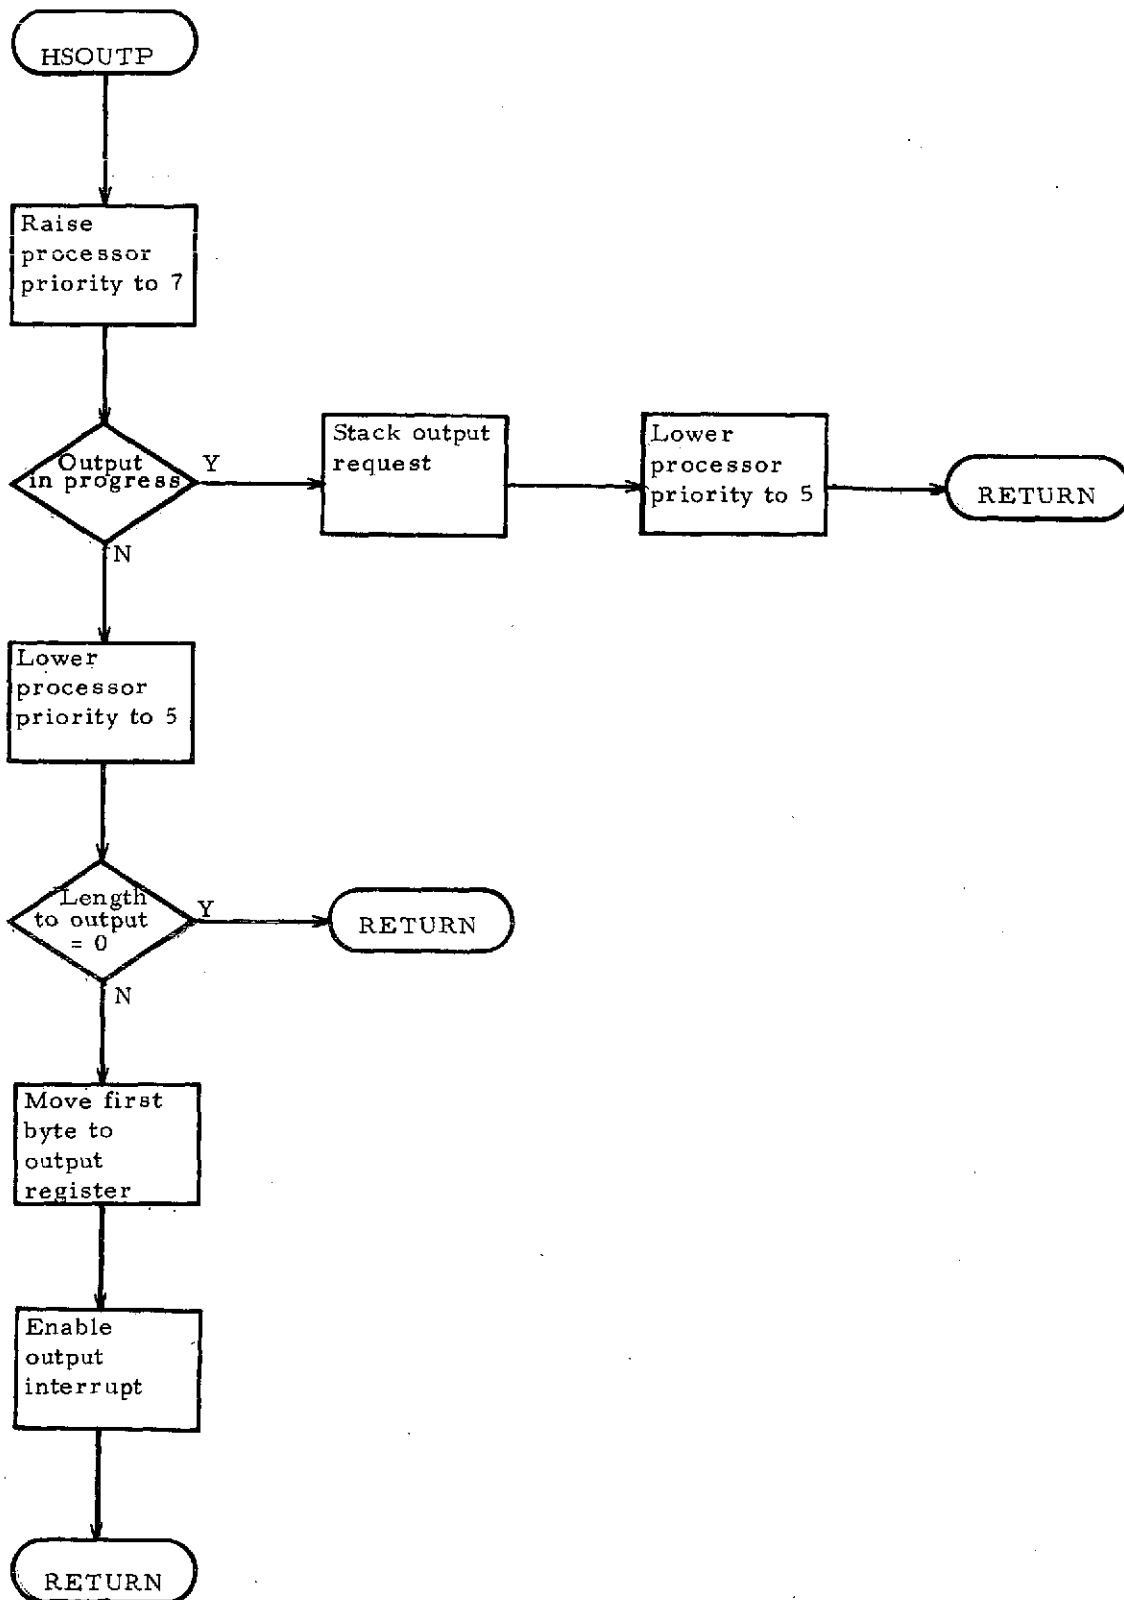 HSOUTP
Raise
processor
priority to 7
Output
in progress
Y
Stack output
request
Lower
processor
priority to 5
RETURN
N
Lower
processor
priority to 5
Length
to output
= 0
Y
RETURN
N
Move first
byte to
output
register
Enable
output
interrupt
RETURN